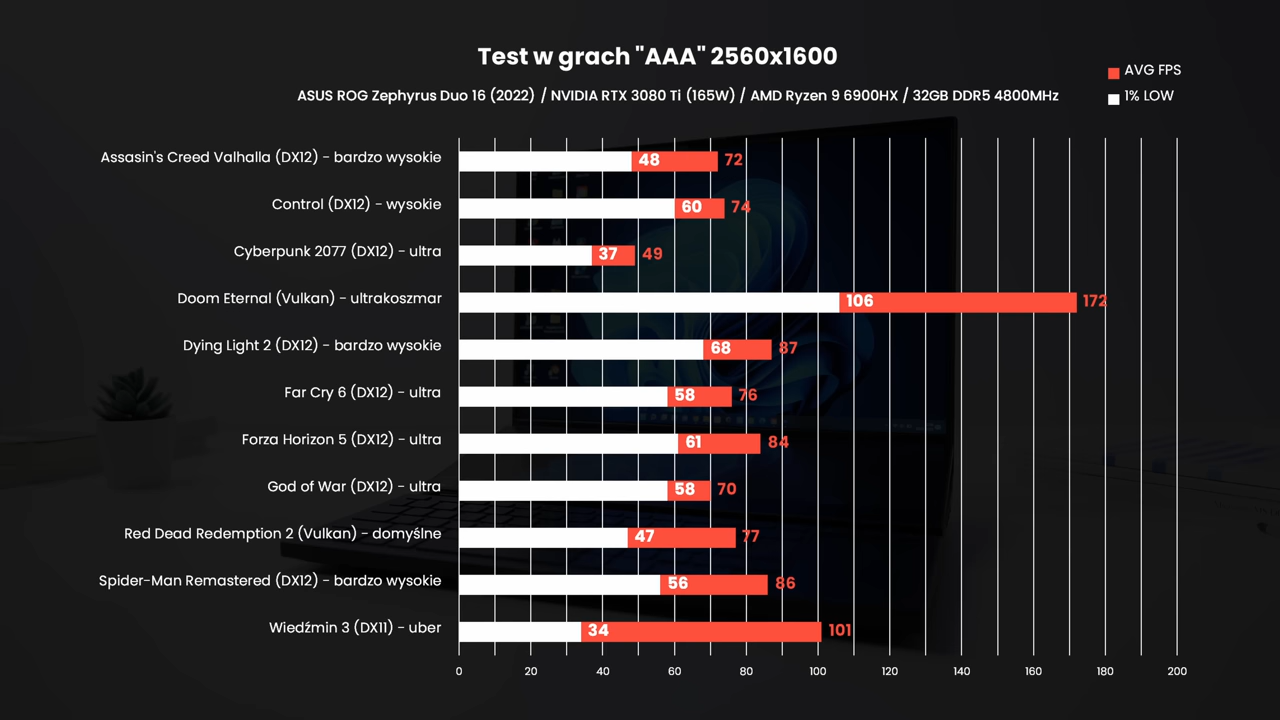 Test w grach "AAA" 2560x1600
ASUS ROG Zephyrus Duo 16 (2022) / NVIDIA RTX 3080 Ti (165W) / AMD Ryzen 9 6900HX / 32GB DDR5 4800MHz
AVG FPS
1% LOW
Assasin's Creed Valhalla (DX12) - bardzo wysokie 48 72
Control (DX12) - wysokie 60 74
Cyberpunk 2077 (DX12) - ultra 37 49
Doom Eternal (Vulkan) - ultrakoszmar 106 172
Dying Light 2 (DX12) - bardzo wysokie 68 87
Far Cry 6 (DX12) - ultra 58 76
Forza Horizon 5 (DX12) - ultra 61 84
God of War (DX12) - ultra 58 70
Red Dead Redemption 2 (Vulkan) - domyślne 47 77
Spider-Man Remastered (DX12) - bardzo wysokie 56 86
Wiedźmin 3 (DX11) - uber 34 101
0 20 40 60 80 100 120 140 160 180 200